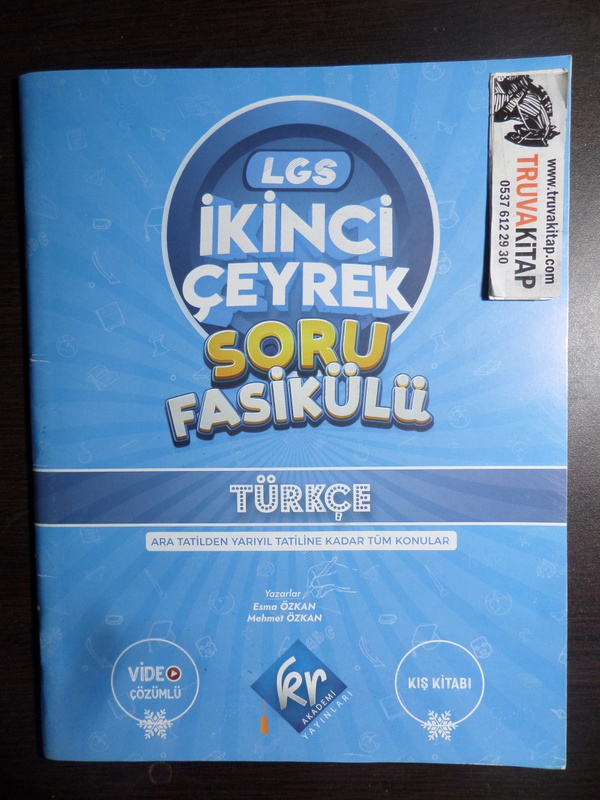 LGS
İKİNCİ
ÇEYREK
SORU
FASİKÜLÜ
TÜRKÇE
ARA TATİLDEN YARIYIL TATİLİNE KADAR TÜM KONULAR
Yazarlar
Esma ÖZKAN
Mehmet ÖZKAN
VİDEO
ÇÖZÜMLÜ
kr
AKADEMİ
YAYINLARI
KIŞ KİTABI
www.truvakitap.com
TRUVAKİTAP
0537 612 29 30